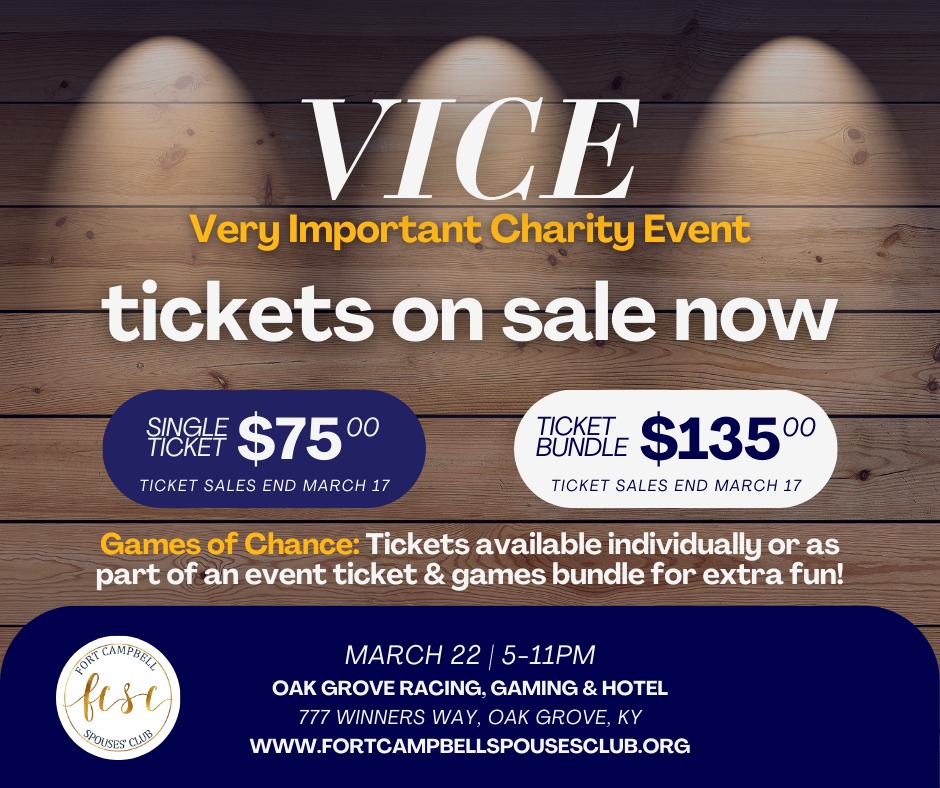 VICE
Very Important Charity Event
tickets on sale now
SINGLE TICKET $75 00
TICKET SALES END MARCH 17
TICKET BUNDLE $135 00
TICKET SALES END MARCH 17
Games of Chance: Tickets available individually or as
part of an event ticket & games bundle for extra fun!
FORT CAMPBELL
fcsc
SPOUSES' CLUB
MARCH 22 | 5-11PM
OAK GROVE RACING, GAMING & HOTEL
777 WINNERS WAY, OAK GROVE, KY
WWW.FORTCAMPBELLSPOUSESCLUB.ORG